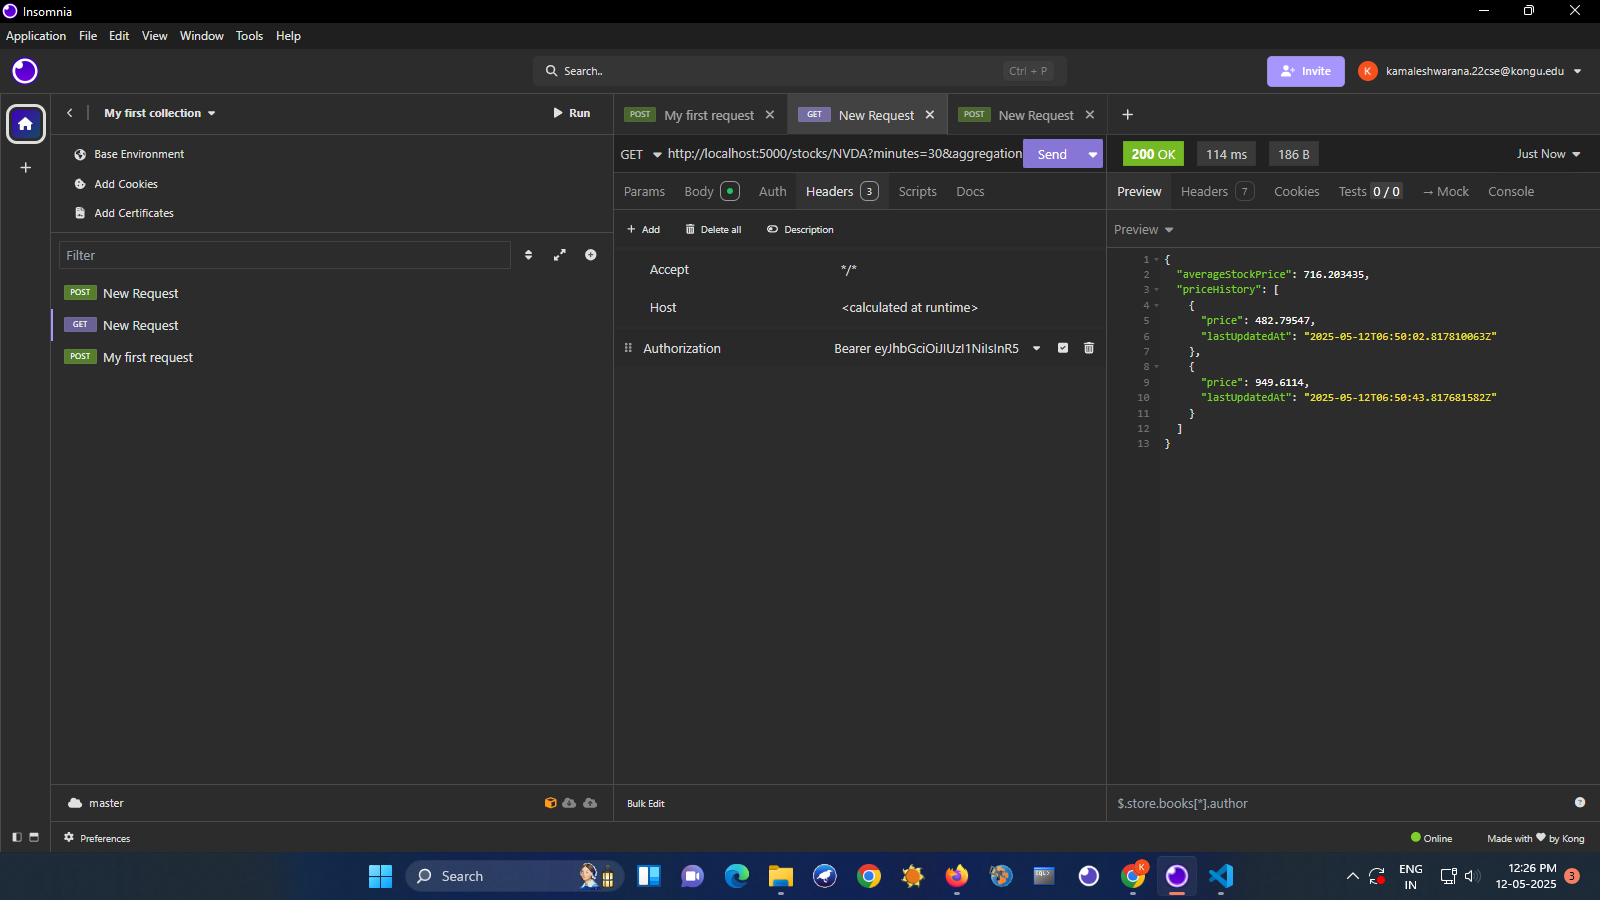 Insomnia
Application File Edit View Window Tools Help
Search.. Ctrl + P
Invite K kamaleshwarana.22cse@kongu.edu
My first collection Run
POST My first request GET New Request POST New Request
Base Environment
Add Cookies
Add Certificates
GET http://localhost:5000/stocks/NVDA?minutes=30&aggregation Send
200 OK 114 ms 186 B Just Now
Params Body Auth Headers 3 Scripts Docs
Preview Headers 7 Cookies Tests 0 / 0 → Mock Console
Filter
POST New Request
GET New Request
POST My first request
+ Add Delete all Description
Accept */*
Host <calculated at runtime>
Authorization Bearer eyJhbGciOiJIUzI1NiIsInR5
Preview
1 {
2 "averageStockPrice": 716.203435,
3 "priceHistory": [
4 {
5 "price": 482.79547,
6 "lastUpdatedAt": "2025-05-12T06:50:02.817810063Z"
7 },
8 {
9 "price": 949.6114,
10 "lastUpdatedAt": "2025-05-12T06:50:43.817681582Z"
11 }
12 ]
13 }
master
Bulk Edit
$.store.books[*].author
Preferences
Online Made with ♥ by Kong
Search
SQL>
K
ENG
IN
12:26 PM
12-05-2025
3